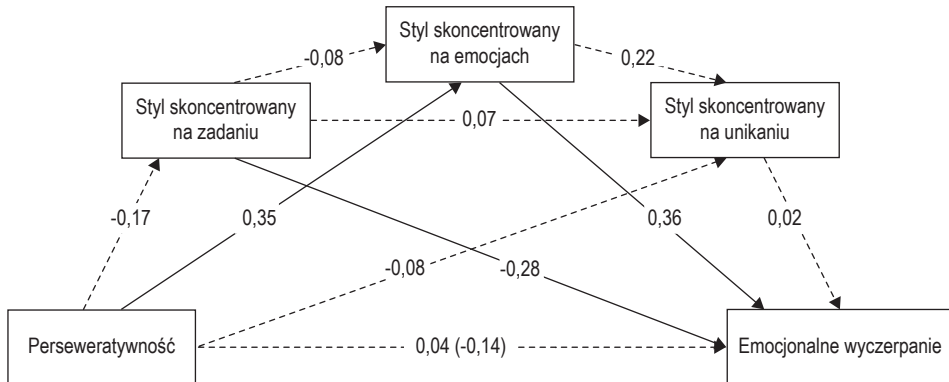 Styl skoncentrowany
na emocjach
-0,08
0,22
Styl skoncentrowany
na zadaniu
0,07
Styl skoncentrowany
na unikaniu
-0,17
0,35
0,36
0,02
-0,08
-0,28
Perseweratywność
0,04 (-0,14)
Emocjonalne wyczerpanie